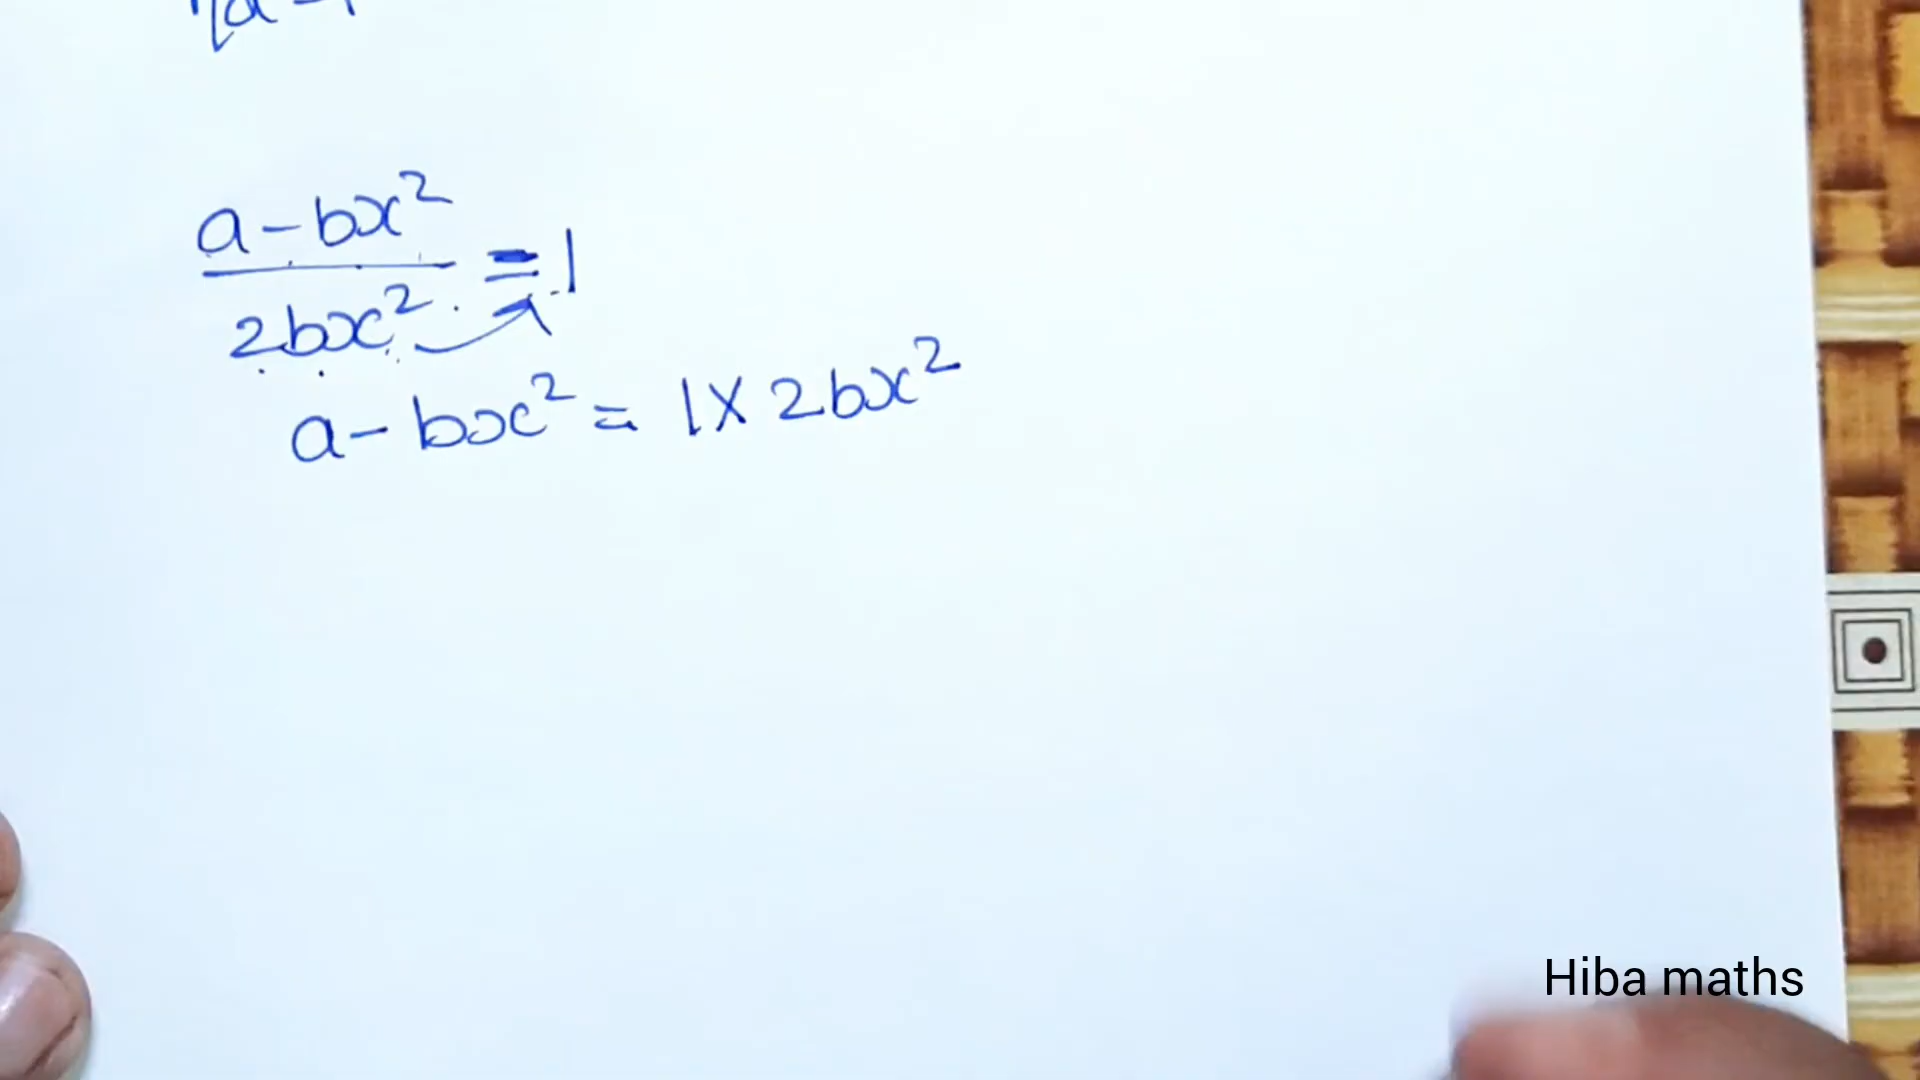 a - bx²
2bx² = 1
a - bx² = 1 × 2bx²
Hiba maths